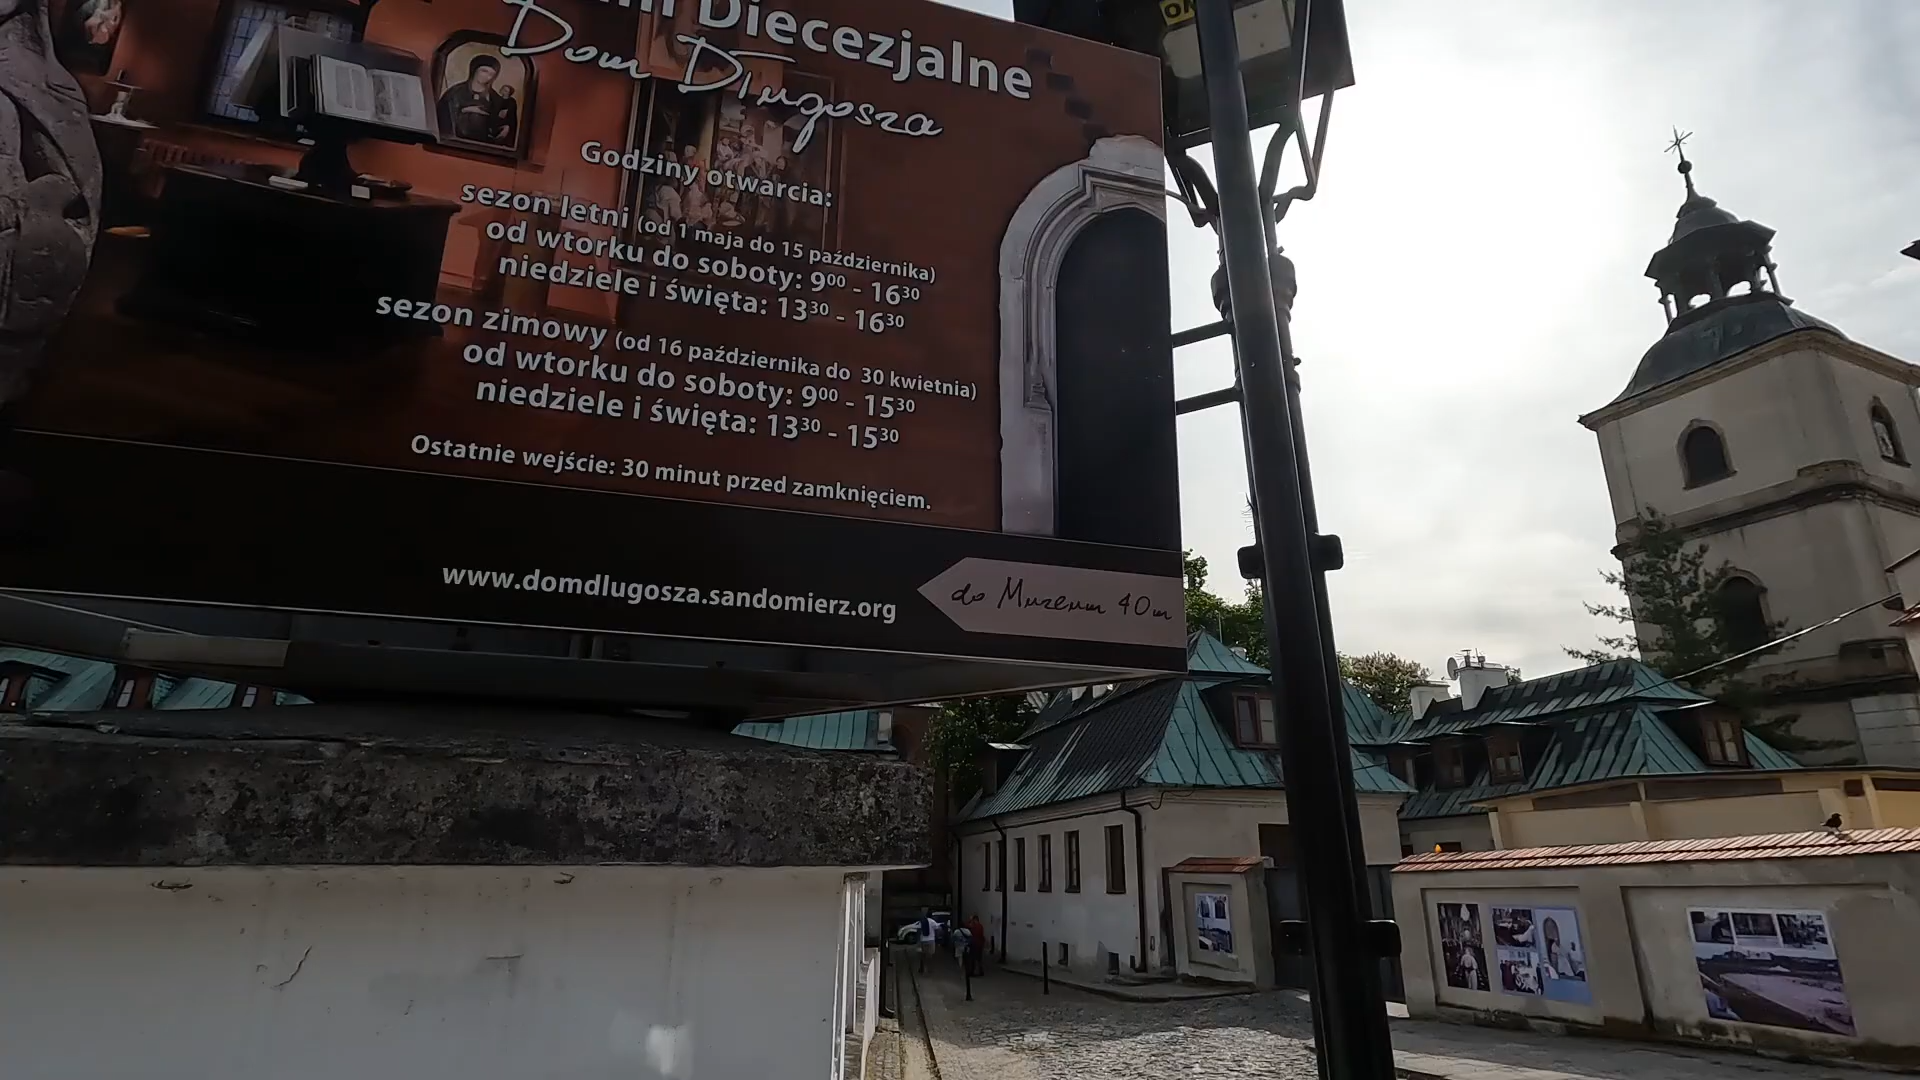 Diecezjalne
Dom Długosza
Godziny otwarcia:
sezon letni (od 1 maja do 15 października)
od wtorku do soboty: 9⁰⁰ - 16³⁰
niedziele i święta: 13³⁰ - 16³⁰
sezon zimowy (od 16 października do 30 kwietnia)
od wtorku do soboty: 9⁰⁰ - 15³⁰
niedziele i święta: 13³⁰ - 15³⁰
Ostatnie wejście: 30 minut przed zamknięciem.
www.domdlugosza.sandomierz.org
do Muzeum 40m